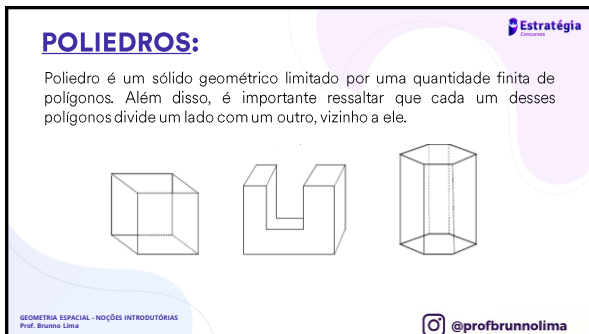 Estratégia
Concursos
POLIEDROS:
Poliedro é um sólido geométrico limitado por uma quantidade finita de
polígonos. Além disso, é importante ressaltar que cada um desses
polígonos divide um lado com um outro, vizinho a ele.
GEOMETRIA ESPACIAL - NOÇÕES INTRODUTÓRIAS
Prof. Brunno Lima
@profbrunnolima